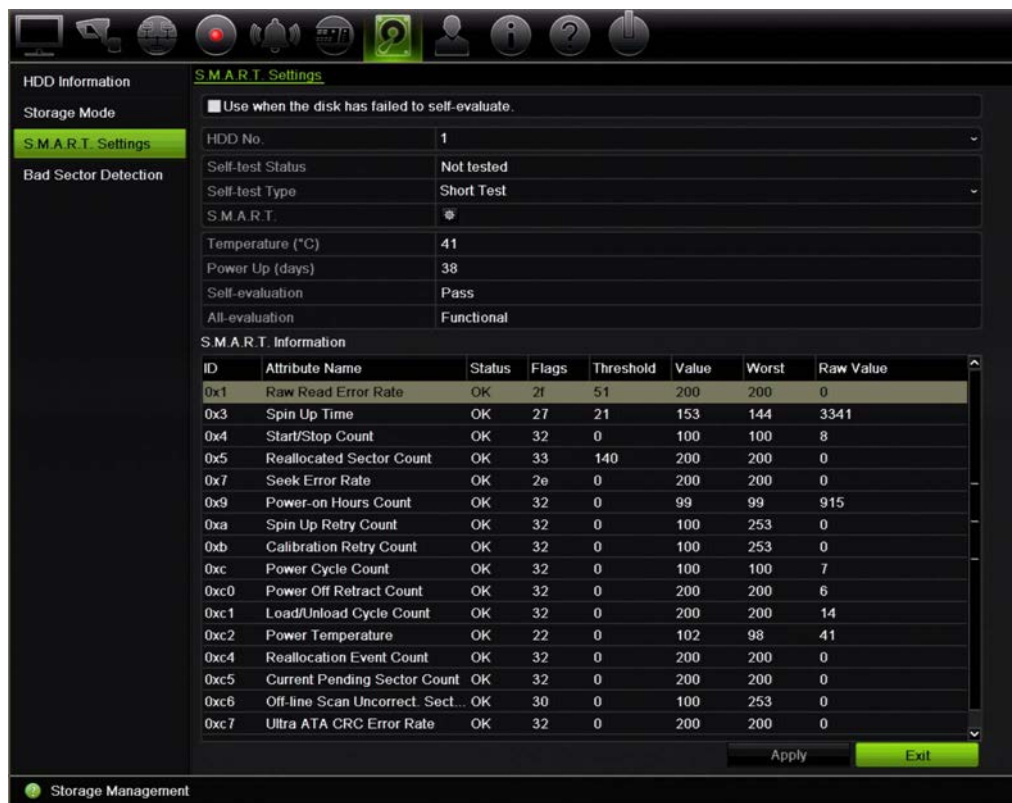 HDD Information
Storage Mode
S.M.A.R.T. Settings
Bad Sector Detection
S.M.A.R.T. Settings
Use when the disk has failed to self-evaluate.
HDD No. 1
Self-test Status Not tested
Self-test Type Short Test
S.M.A.R.T.
Temperature (°C) 41
Power Up (days) 38
Self-evaluation Pass
All-evaluation Functional
S.M.A.R.T. Information
ID Attribute Name Status Flags Threshold Value Worst Raw Value
0x1 Raw Read Error Rate OK 2f 51 200 200 0
0x3 Spin Up Time OK 27 21 153 144 3341
0x4 Start/Stop Count OK 32 0 100 100 8
0x5 Reallocated Sector Count OK 33 140 200 200 0
0x7 Seek Error Rate OK 2e 0 200 200 0
0x9 Power-on Hours Count OK 32 0 99 99 915
0xa Spin Up Retry Count OK 32 0 100 253 0
0xb Calibration Retry Count OK 32 0 100 253 0
0xc Power Cycle Count OK 32 0 100 100 7
0xc0 Power Off Retract Count OK 32 0 200 200 6
0xc1 Load/Unload Cycle Count OK 32 0 200 200 14
0xc2 Power Temperature OK 22 0 102 98 41
0xc4 Reallocation Event Count OK 32 0 200 200 0
0xc5 Current Pending Sector Count OK 32 0 200 200 0
0xc6 Off-line Scan Uncorrect. Sect... OK 30 0 100 253 0
0xc7 Ultra ATA CRC Error Rate OK 32 0 200 200 0
Apply Exit
Storage Management